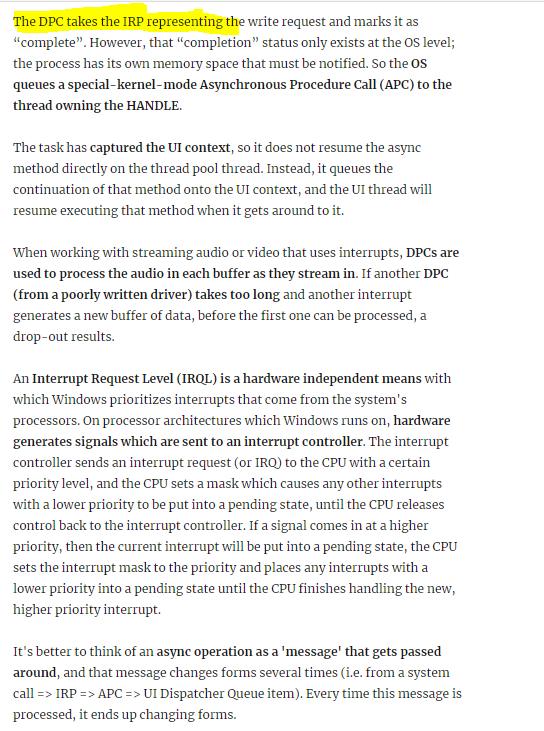 The DPC takes the IRP representing the write request and marks it as
“complete”. However, that “completion” status only exists at the OS level;
the process has its own memory space that must be notified. So the OS
queues a special-kernel-mode Asynchronous Procedure Call (APC) to the
thread owning the HANDLE.
The task has captured the UI context, so it does not resume the async
method directly on the thread pool thread. Instead, it queues the
continuation of that method onto the UI context, and the UI thread will
resume executing that method when it gets around to it.
When working with streaming audio or video that uses interrupts, DPCs are
used to process the audio in each buffer as they stream in. If another DPC
(from a poorly written driver) takes too long and another interrupt
generates a new buffer of data, before the first one can be processed, a
drop-out results.
An Interrupt Request Level (IRQL) is a hardware independent means with
which Windows prioritizes interrupts that come from the system's
processors. On processor architectures which Windows runs on, hardware
generates signals which are sent to an interrupt controller. The interrupt
controller sends an interrupt request (or IRQ) to the CPU with a certain
priority level, and the CPU sets a mask which causes any other interrupts
with a lower priority to be put into a pending state, until the CPU releases
control back to the interrupt controller. If a signal comes in at a higher
priority, then the current interrupt will be put into a pending state, the CPU
sets the interrupt mask to the priority and places any interrupts with a
lower priority into a pending state until the CPU finishes handling the new,
higher priority interrupt.
It's better to think of an async operation as a 'message' that gets passed
around, and that message changes forms several times (i.e. from a system
call => IRP => APC => UI Dispatcher Queue item). Every time this message is
processed, it ends up changing forms.